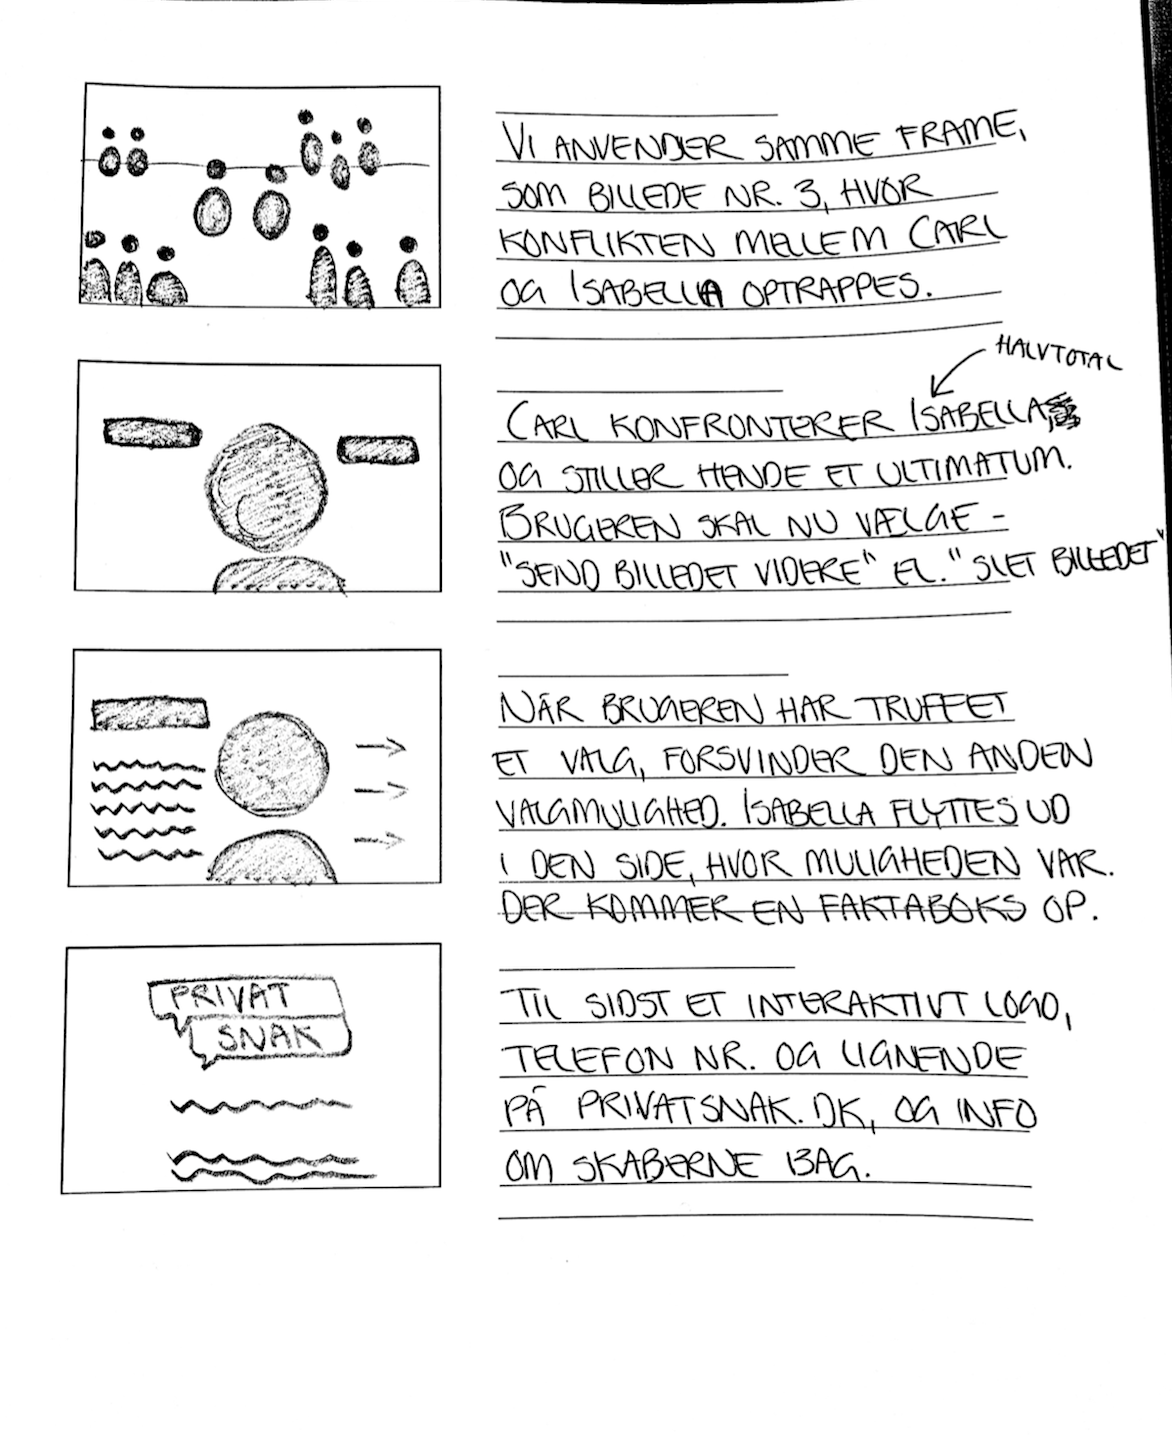 Vi anvender samme frame,
som billede nr. 3, hvor
konflikten mellem Carl
og Isabella optrappes.
Halvtotal
Carl konfronterer Isabella,
og stiller hende et ultimatum.
Brugeren skal nu vælge -
"Send billedet videre" el. "Slet billedet"
Når brugeren har truffet
et valg, forsvinder den anden
valgmulighed. Isabella flyttes ud
i den side, hvor muligheden var.
Der kommer en faktaboks op.
PRIVAT
SNAK
Til sidst et interaktivt logo,
telefon nr. og lignende
på privatsnak.dk, og info
om skaberne bag.